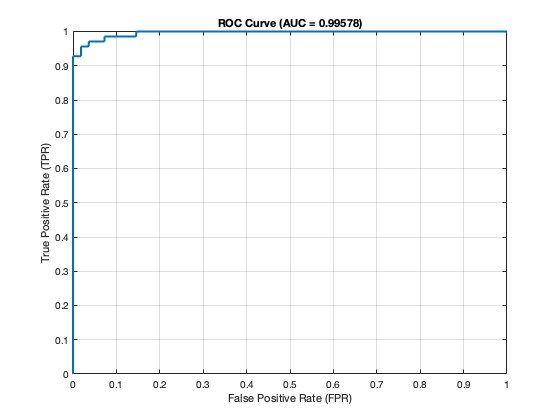 ROC Curve (AUC = 0.99578)
1
0.9
0.8
0.7
0.6
0.5
0.4
0.3
0.2
0.1
0
True Positive Rate (TPR)
0 0.1 0.2 0.3 0.4 0.5 0.6 0.7 0.8 0.9 1
False Positive Rate (FPR)